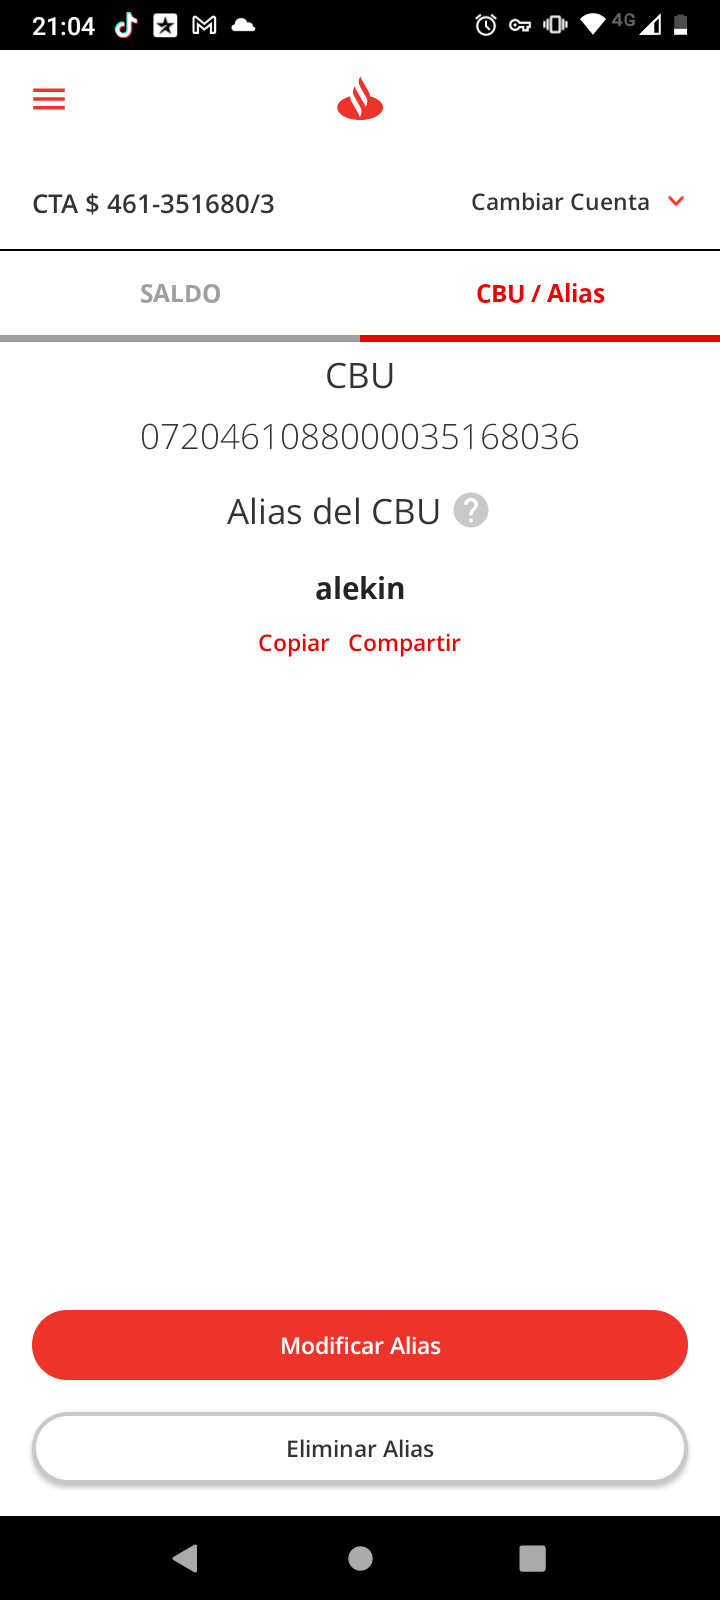 21:04 4G
CTA $ 461-351680/3 Cambiar Cuenta
SALDO CBU / Alias
CBU
0720461088000035168036
Alias del CBU ?
alekin
Copiar Compartir
Modificar Alias
Eliminar Alias